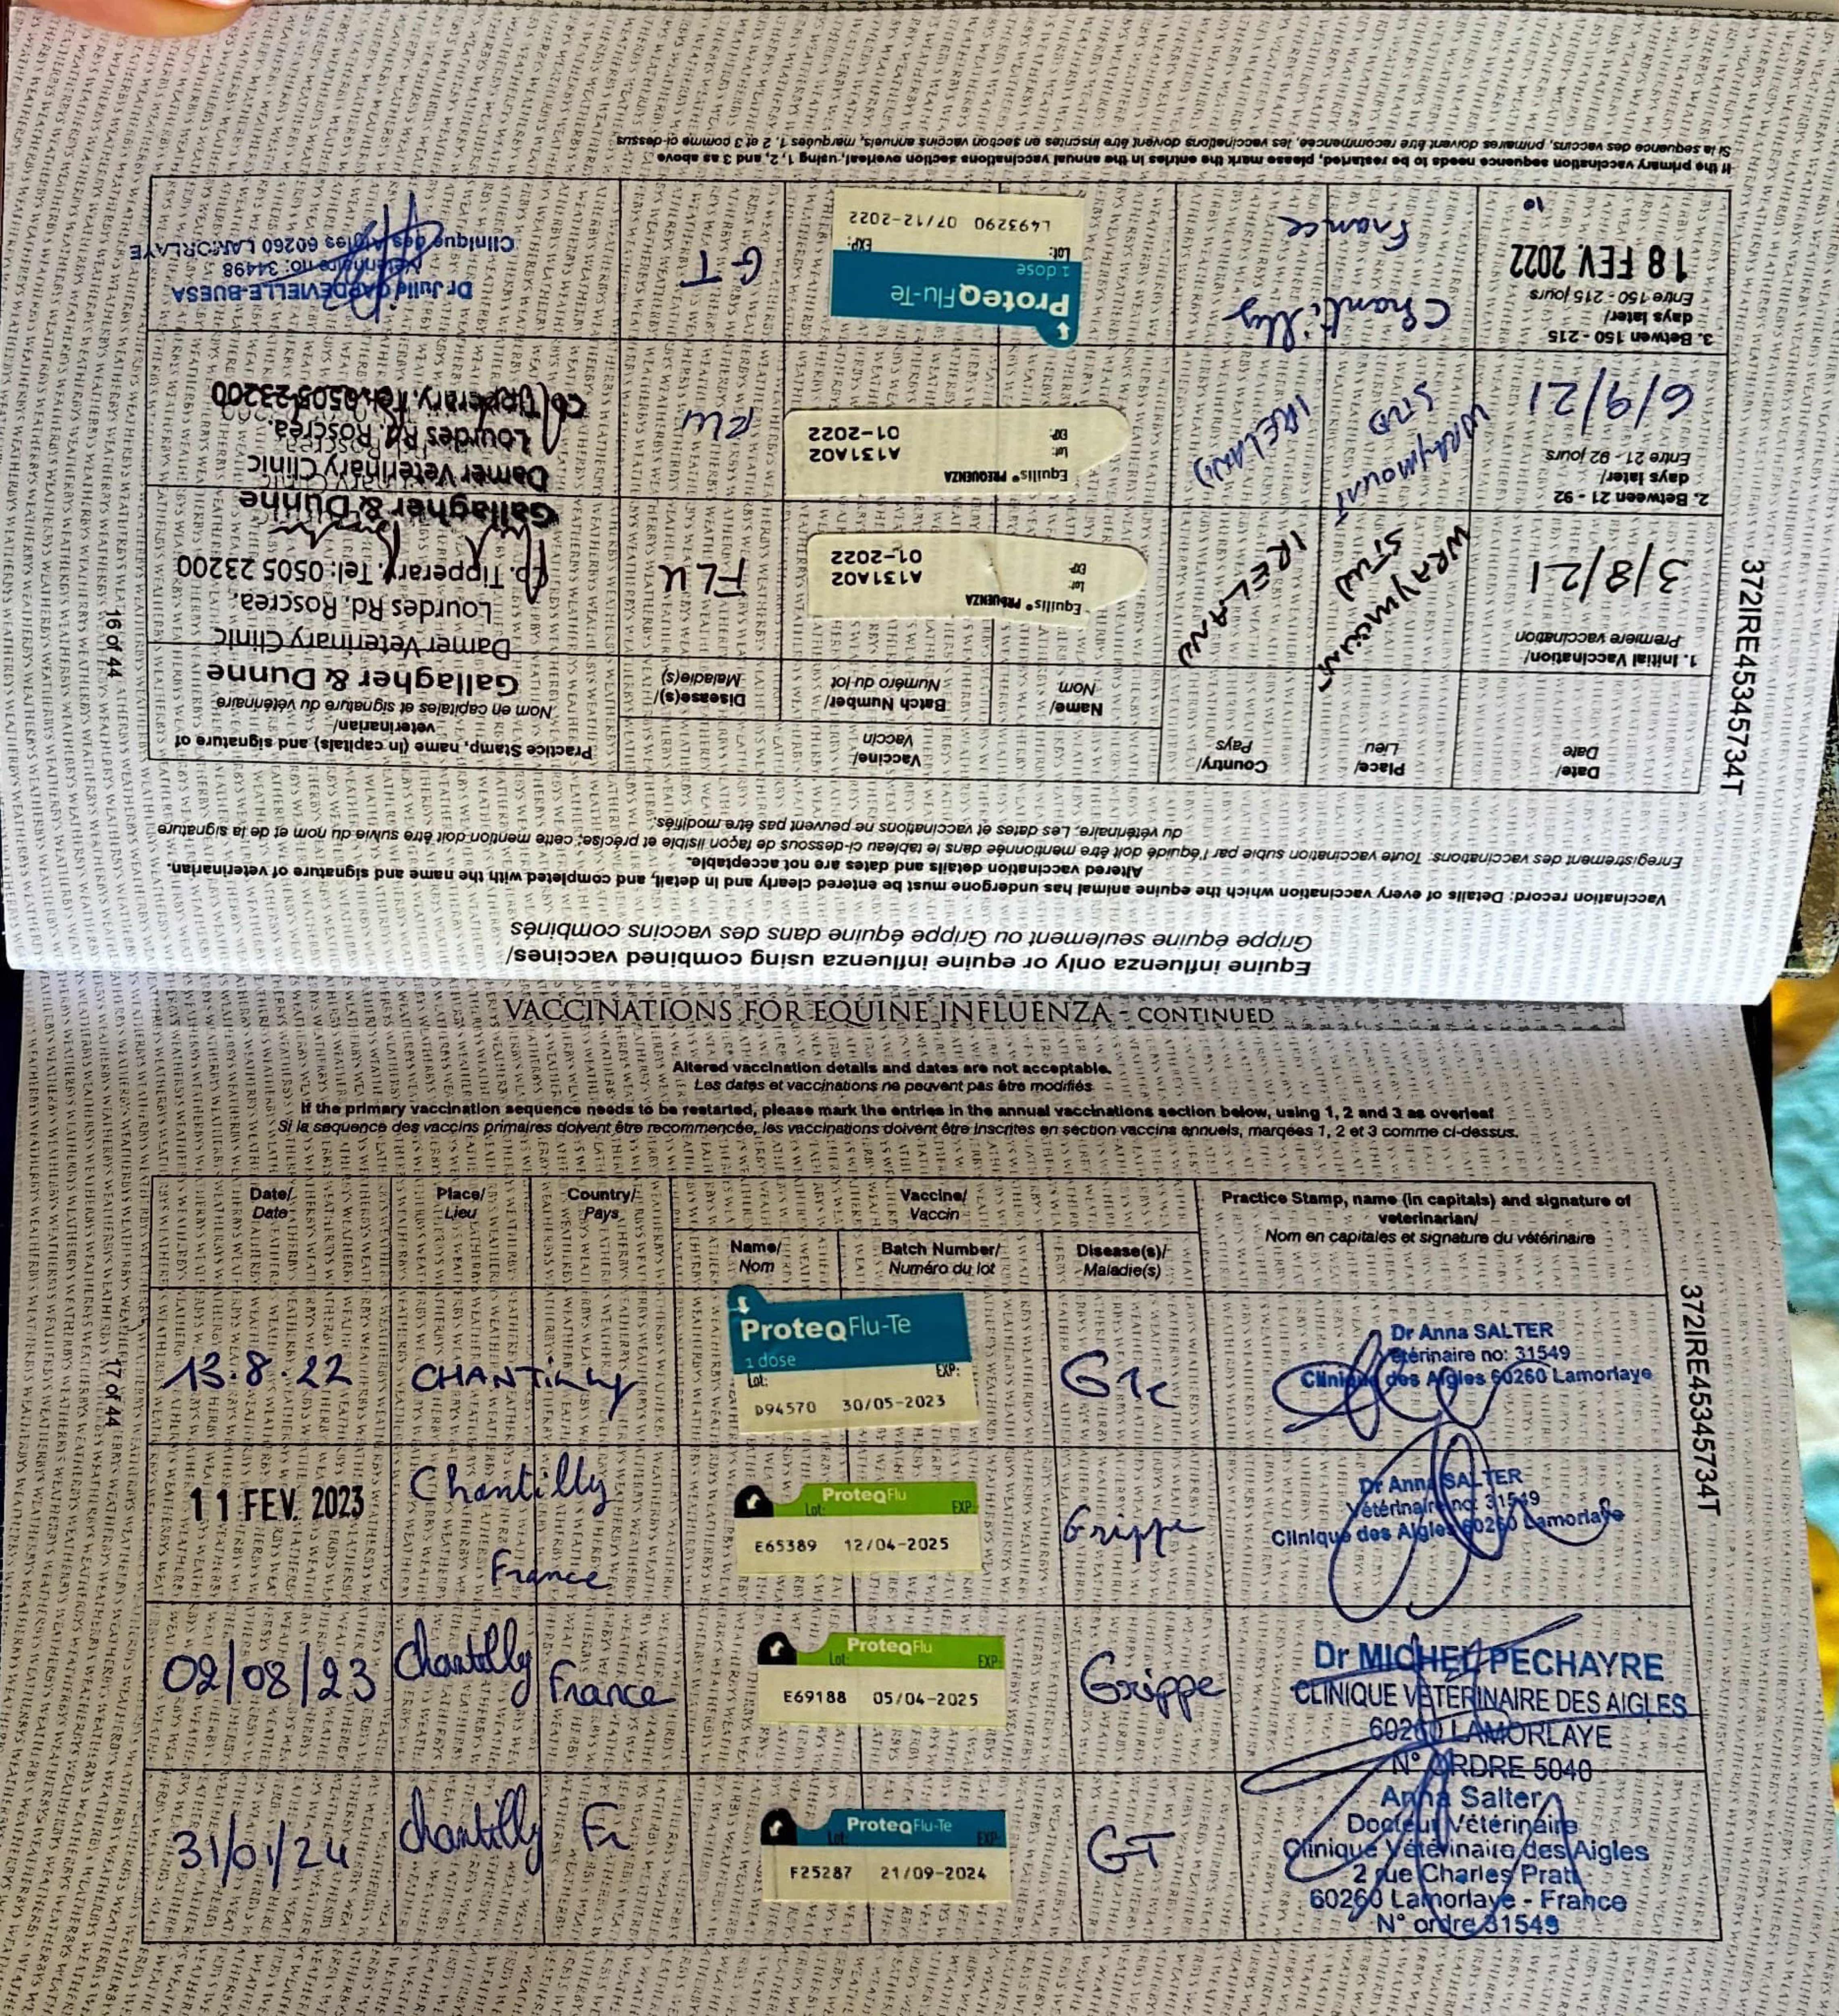 Equine influenza only or equine influenza using combined vaccines/
Grippe équine seulement ou Grippe équine dans des vaccins combinés
Vaccination record: Details of every vaccination which the equine animal has undergone must be entered clearly and in detail, and completed with the name and signature of veterinarian.
Altered vaccination details and dates are not acceptable.
Enregistrement des vaccinations: Toute vaccination subie par l'équidé doit être mentionnée dans le tableau ci-dessous de façon lisible et précise; cette mention doit être suivie du nom et de la signature
du vétérinaire. Les dates et vaccinations ne peuvent pas être modifiés.
372IRE45345734T
Date/
Date
Place/
Lieu
Country/
Pays
Vaccine/
Vaccin
Name/
Nom
Batch Number/
Numéro du lot
Disease(s)/
Maladie(s)
Practice Stamp, name (in capitals) and signature of
veterinarian/
Nom en capitales et signature du vétérinaire
1. Initial Vaccination/
Premiere vaccination
3/8/21
WRAYMOUNT
STUD
IRELAND
Equilis® PREQUENZA
Lot: A131A02
EXP: 01-2022
FLU
Gallagher & Dunne
Damer Veterinary Clinic
Lourdes Rd, Roscrea,
Co. Tipperary. Tel: 0505 23200
2. Between 21 - 92
days later/
Entre 21 - 92 jours
6/9/21
WRAYMOUNT
STUD
IRELAND
Equilis® PREQUENZA
Lot: A131A02
EXP: 01-2022
FLU
Gallagher & Dunne
Damer Veterinary Clinic
Lourdes Rd, Roscrea,
Co. Tipperary. Tel: 0505 23200
3. Betwen 150 - 215
days later/
Entre 150 - 215 jours
18 FEV. 2022
Chantilly
France
ProteqFlu-Te
1 dose
Lot: EXP:
L493290 07/12-2022
GT
Dr Julie CAPDEVIELLE-BUESA
Vétérinaire no: 34498
Clinique des Aigles 60260 LAMORLAYE
If the primary vaccination sequence needs to be restarted, please mark the entries in the annual vaccinations section overleaf, using 1, 2, and 3 as above
Si la sequence des vaccins, primaires doivent être recommencée, les vaccinations doivent être inscrites en section vaccins annuels, marquées 1, 2 et 3 comme ci-dessus
16 of 44
VACCINATIONS FOR EQUINE INFLUENZA - CONTINUED
Altered vaccination details and dates are not acceptable.
Les dates et vaccinations ne peuvent pas être modifiés
If the primary vaccination sequence needs to be restarted, please mark the entries in the annual vaccinations section below, using 1, 2 and 3 as overleaf
Si la sequence des vaccins primaires doivent être recommencée, les vaccinations doivent être inscrites en section vaccins annuels, marqées 1, 2 et 3 comme ci-dessus.
Date/
Date
Place/
Lieu
Country/
Pays
Vaccine/
Vaccin
Name/
Nom
Batch Number/
Numéro du lot
Disease(s)/
Maladie(s)
Practice Stamp, name (in capitals) and signature of
veterinarian/
Nom en capitales et signature du vétérinaire
13.8.22
CHANTILLY
ProteqFlu-Te
1 dose
Lot: EXP:
D94570 30/05-2023
Dr Anna SALTER
Vétérinaire no: 31549
Clinique des Aigles 60260 Lamorlaye
11 FEV. 2023
Chantilly
France
ProteqFlu
Lot: EXP:
E65389 12/04-2025
Grippe
Dr Anna SALTER
Vétérinaire no: 31549
Clinique des Aigles 60260 Lamorlaye
02/08/23
Chantilly
France
ProteqFlu
Lot: EXP:
E69188 05/04-2025
Grippe
Dr MICHEL PECHAYRE
CLINIQUE VÉTÉRINAIRE DES AIGLES
60260 LAMORLAYE
N° ORDRE 5040
31/01/24
Chantilly
Fr
ProteqFlu-Te
Lot: EXP:
F25287 21/09-2024
GT
Anna Salter
Docteur Vétérinaire
Clinique Vétérinaire des Aigles
2 rue Charles Pratt
60260 Lamorlaye - France
N° ordre 31549
372IRE45345734T
17 of 44